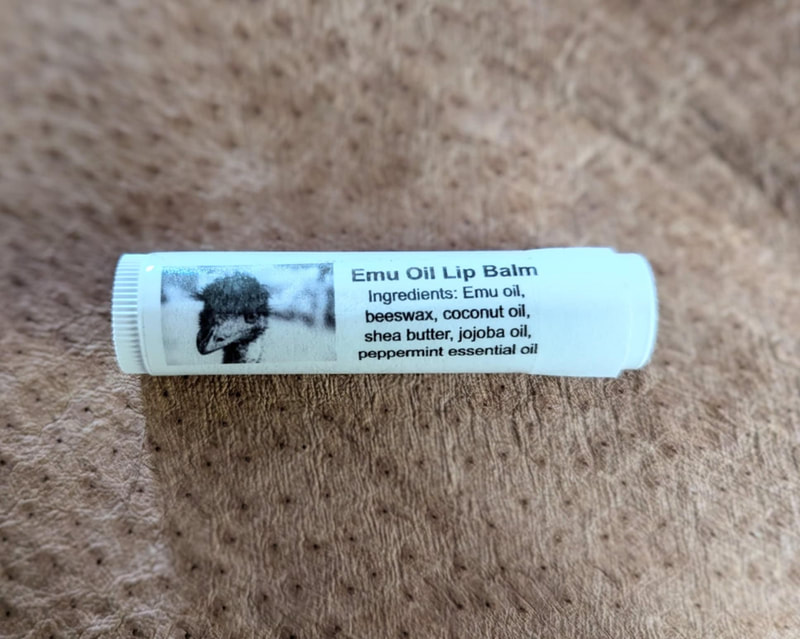 Emu Oil Lip Balm
Ingredients: Emu oil,
beeswax, coconut oil,
shea butter, jojoba oil,
peppermint essential oil